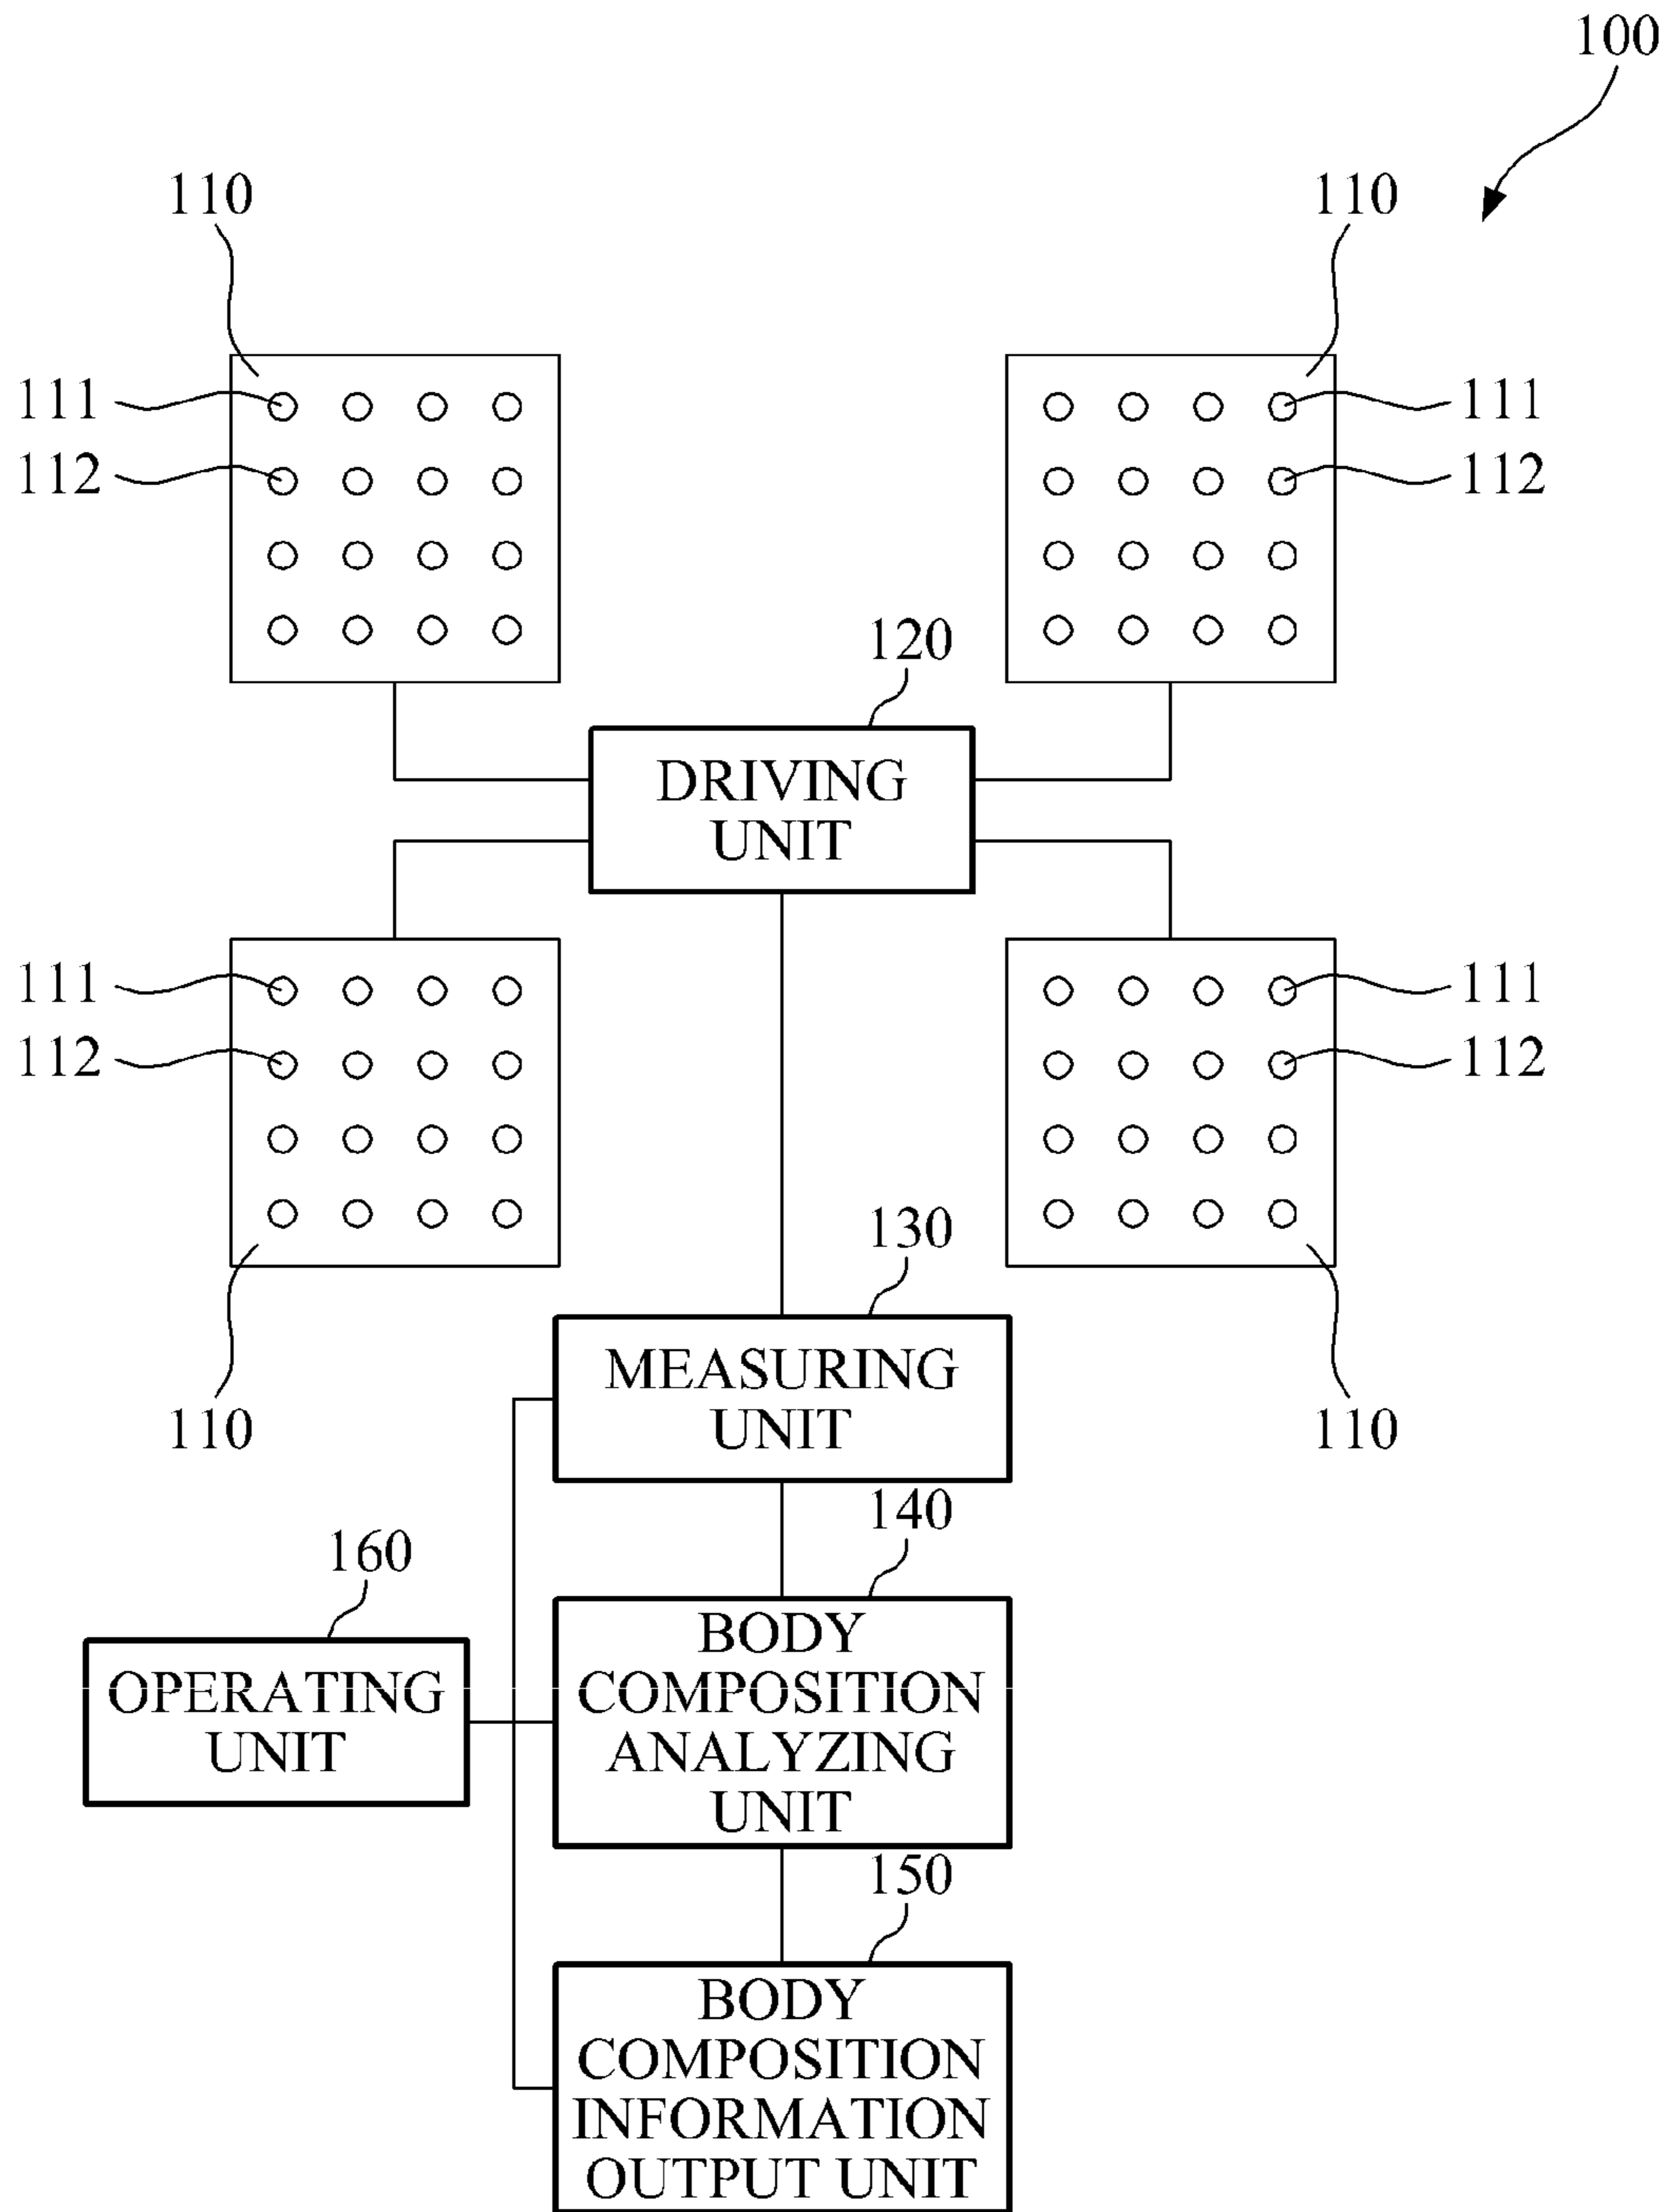 100
110 110
111 111
112 112
120
DRIVING
UNIT
111 111
112 112
130
MEASURING
UNIT
110 110
140
160
BODY
COMPOSITION
ANALYZING
UNIT
OPERATING
UNIT
150
BODY
COMPOSITION
INFORMATION
OUTPUT UNIT